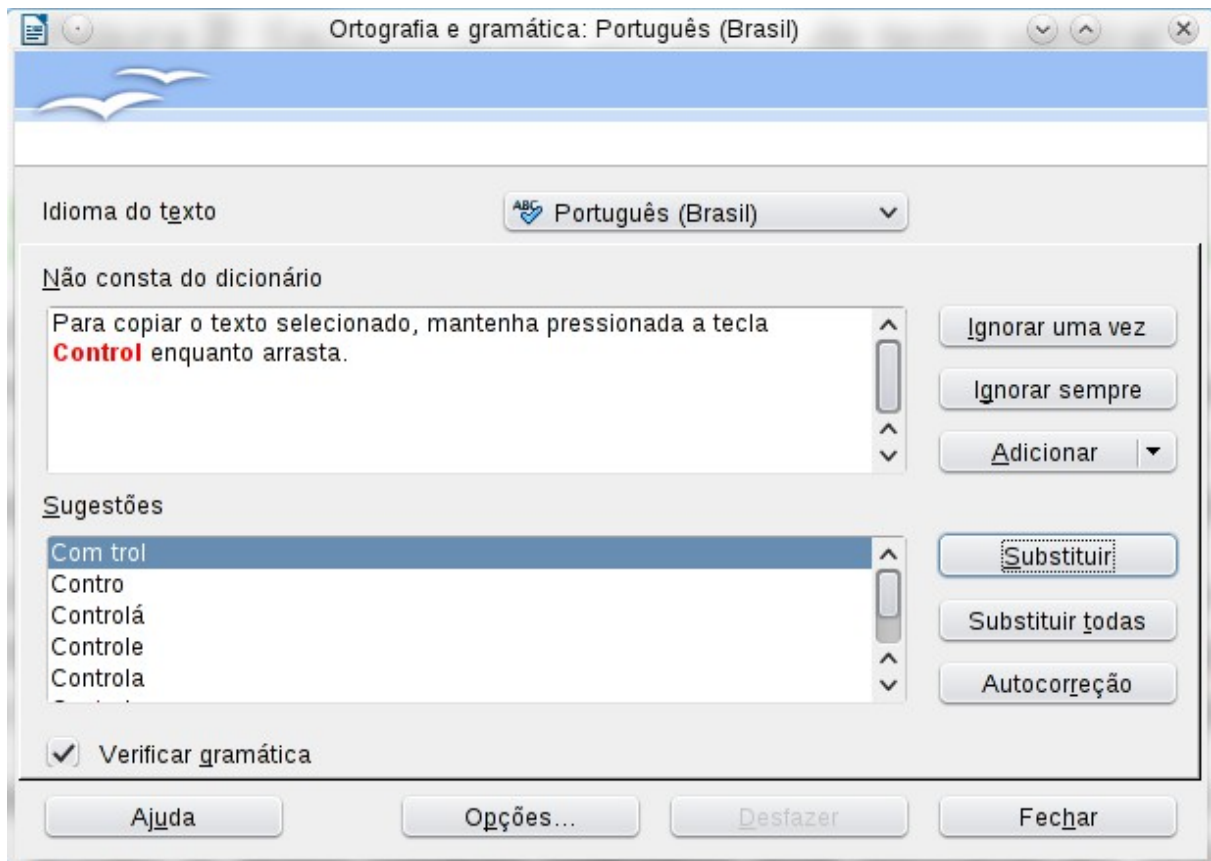 Ortografia e gramática: Português (Brasil)
Idioma do texto
ABC Português (Brasil)
Não consta do dicionário
Para copiar o texto selecionado, mantenha pressionada a tecla
Control enquanto arrasta.
Ignorar uma vez
Ignorar sempre
Adicionar
Sugestões
Com trol
Contro
Controlá
Controle
Controla
Substituir
Substituir todas
Autocorreção
Verificar gramática
Ajuda
Opções...
Desfazer
Fechar